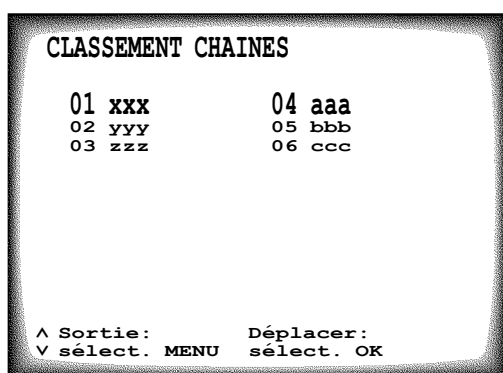 CLASSEMENT CHAINES
01 xxx 04 aaa
02 yyy 05 bbb
03 zzz 06 ccc
∧ Sortie: Déplacer:
∨ sélect. MENU sélect. OK